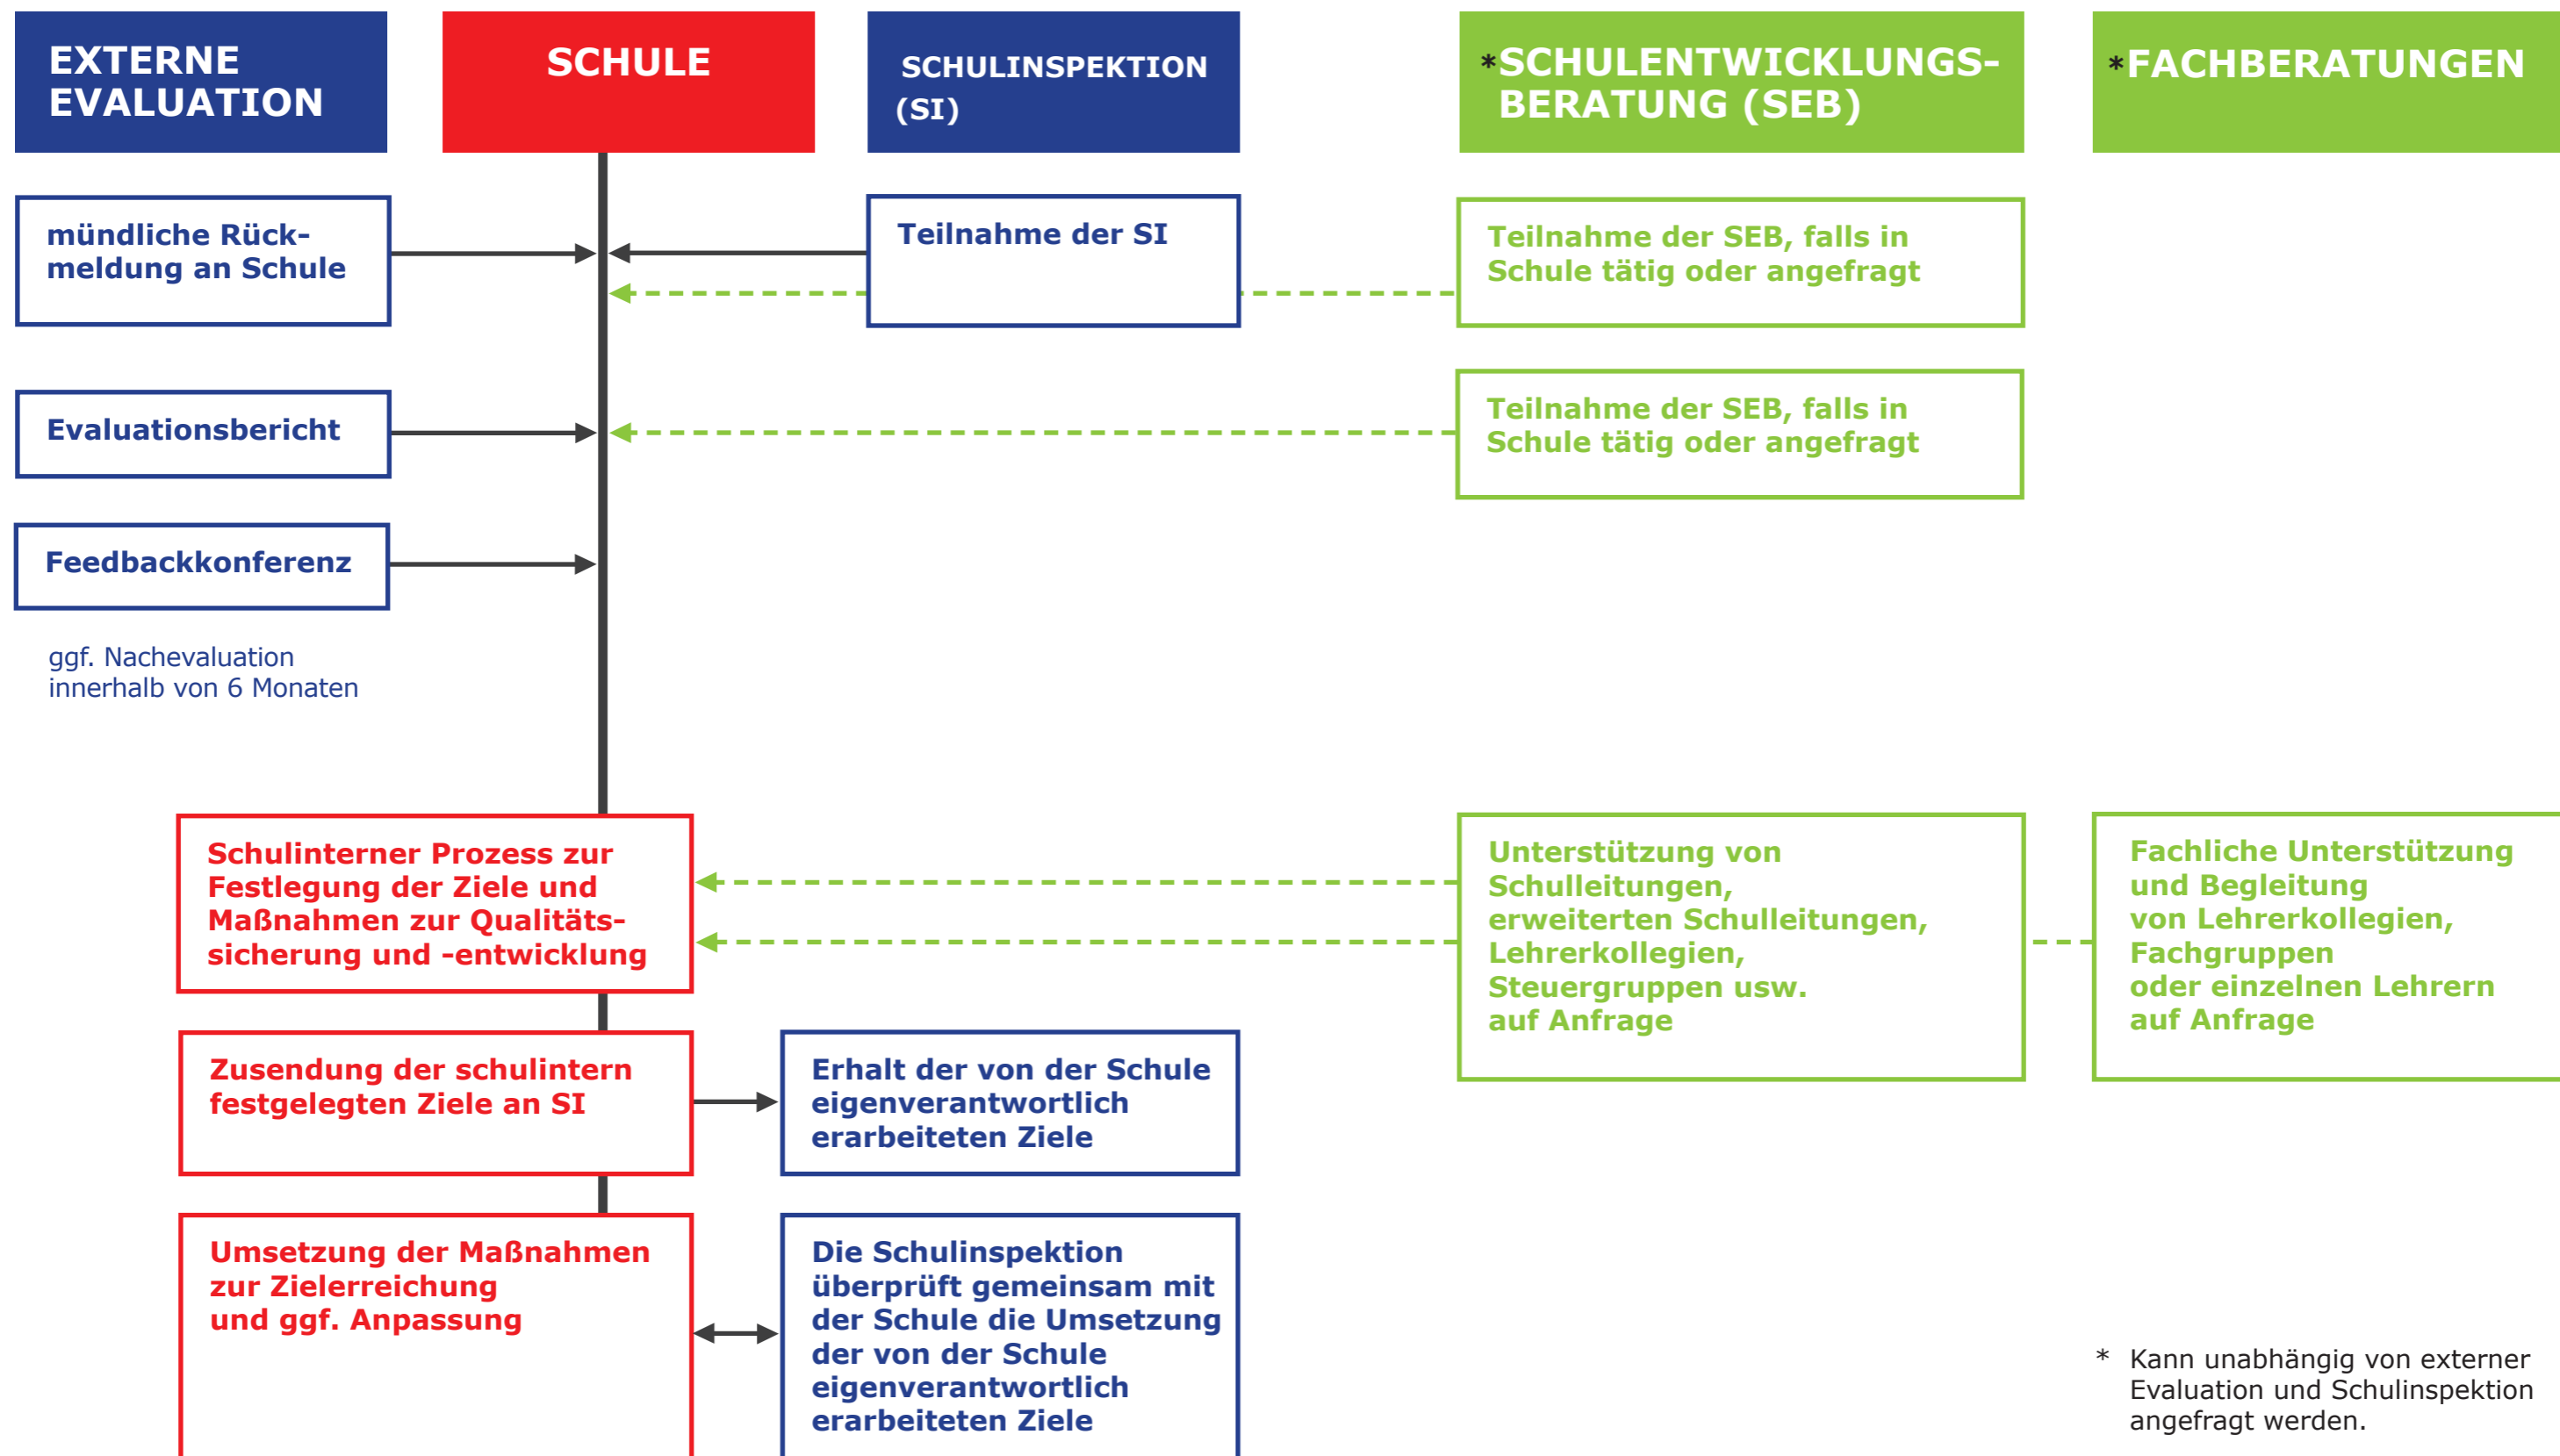 EXTERNE
EVALUATION
SCHULE
SCHULINSPEKTION
(SI)
*SCHULENTWICKLUNGS-
BERATUNG (SEB)
*FACHBERATUNGEN
mündliche Rück-
meldung an Schule
Teilnahme der SI
Teilnahme der SEB, falls in
Schule tätig oder angefragt
Evaluationsbericht
Teilnahme der SEB, falls in
Schule tätig oder angefragt
Feedbackkonferenz
ggf. Nachevaluation
innerhalb von 6 Monaten
Schulinterner Prozess zur
Festlegung der Ziele und
Maßnahmen zur Qualitäts-
sicherung und -entwicklung
Unterstützung von
Schulleitungen,
erweiterten Schulleitungen,
Lehrerkollegien,
Steuergruppen usw.
auf Anfrage
Fachliche Unterstützung
und Begleitung
von Lehrerkollegien,
Fachgruppen
oder einzelnen Lehrern
auf Anfrage
Zusendung der schulintern
festgelegten Ziele an SI
Erhalt der von der Schule
eigenverantwortlich
erarbeiteten Ziele
Umsetzung der Maßnahmen
zur Zielerreichung
und ggf. Anpassung
Die Schulinspektion
überprüft gemeinsam mit
der Schule die Umsetzung
der von der Schule
eigenverantwortlich
erarbeiteten Ziele
* Kann unabhängig von externer
Evaluation und Schulinspektion
angefragt werden.